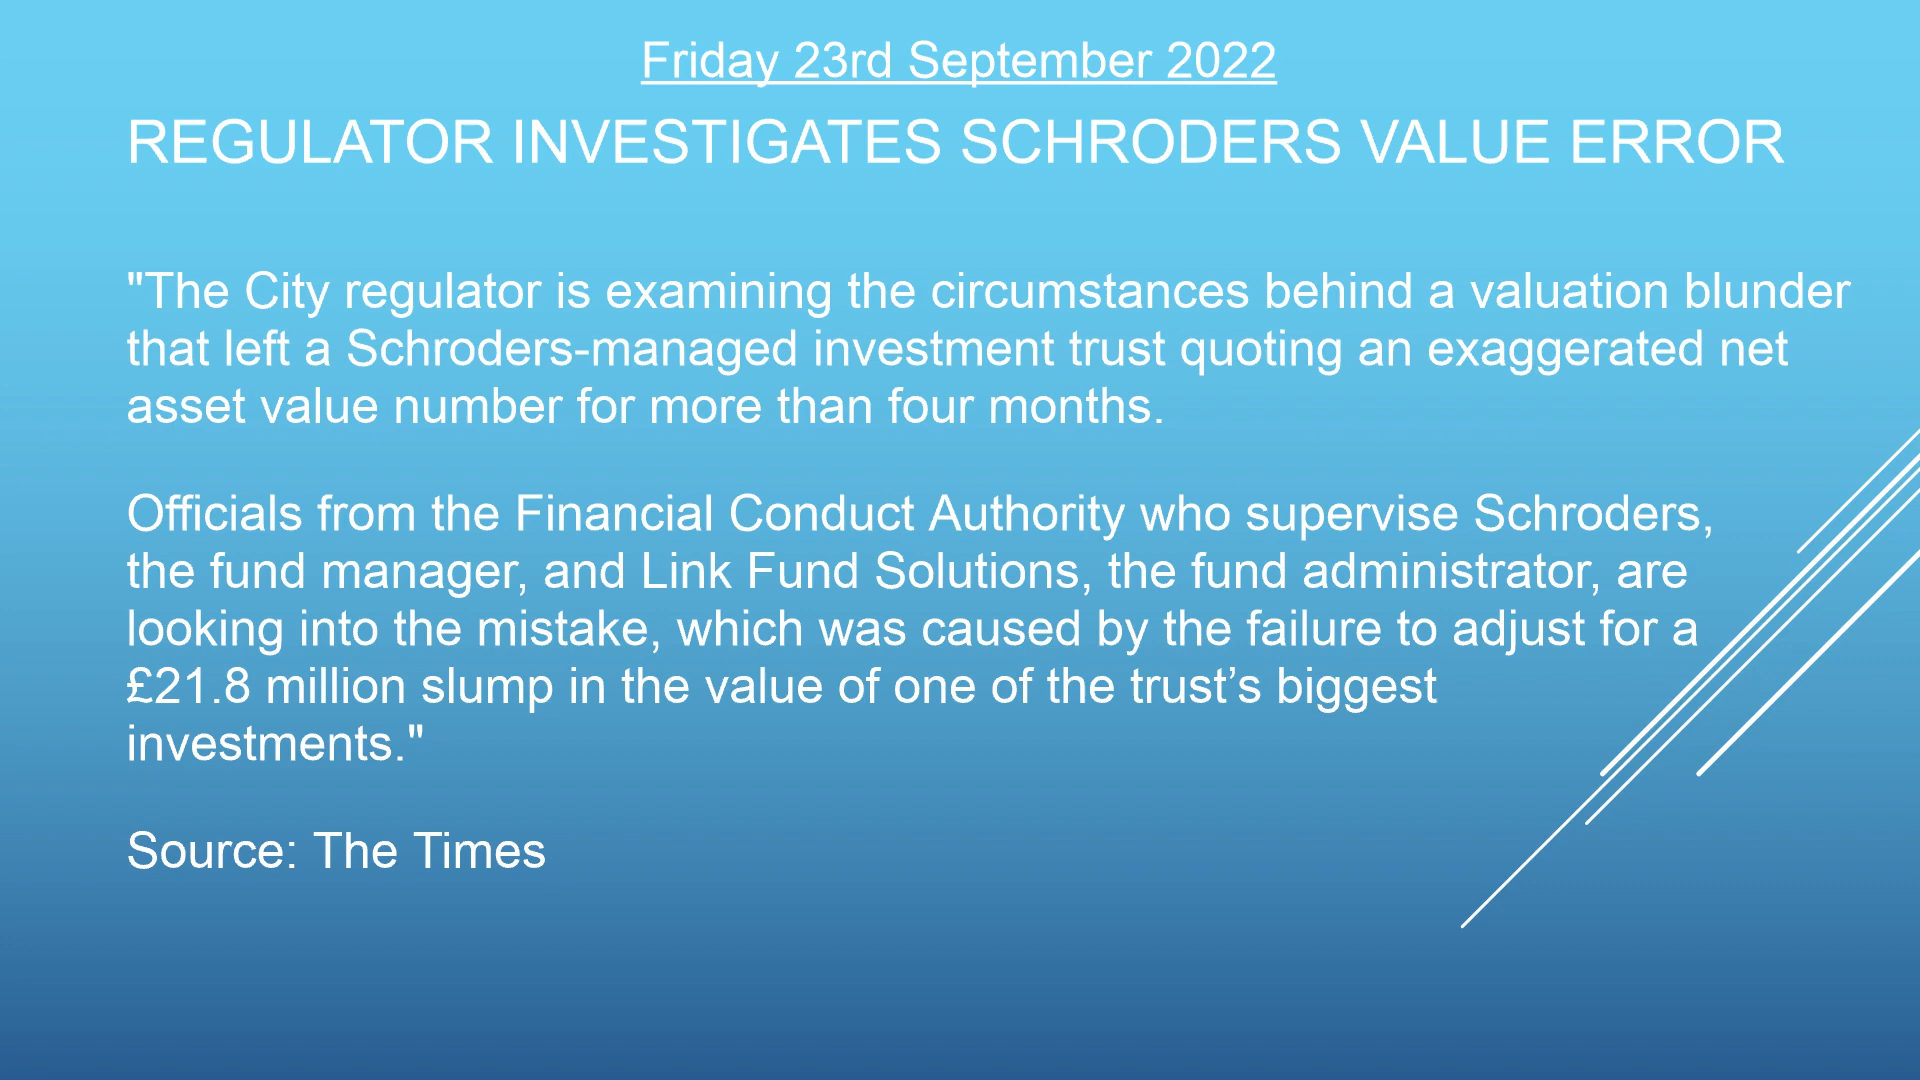 Friday 23rd September 2022
REGULATOR INVESTIGATES SCHRODERS VALUE ERROR
"The City regulator is examining the circumstances behind a valuation blunder
that left a Schroders-managed investment trust quoting an exaggerated net
asset value number for more than four months.
Officials from the Financial Conduct Authority who supervise Schroders,
the fund manager, and Link Fund Solutions, the fund administrator, are
looking into the mistake, which was caused by the failure to adjust for a
£21.8 million slump in the value of one of the trust’s biggest
investments."
Source: The Times